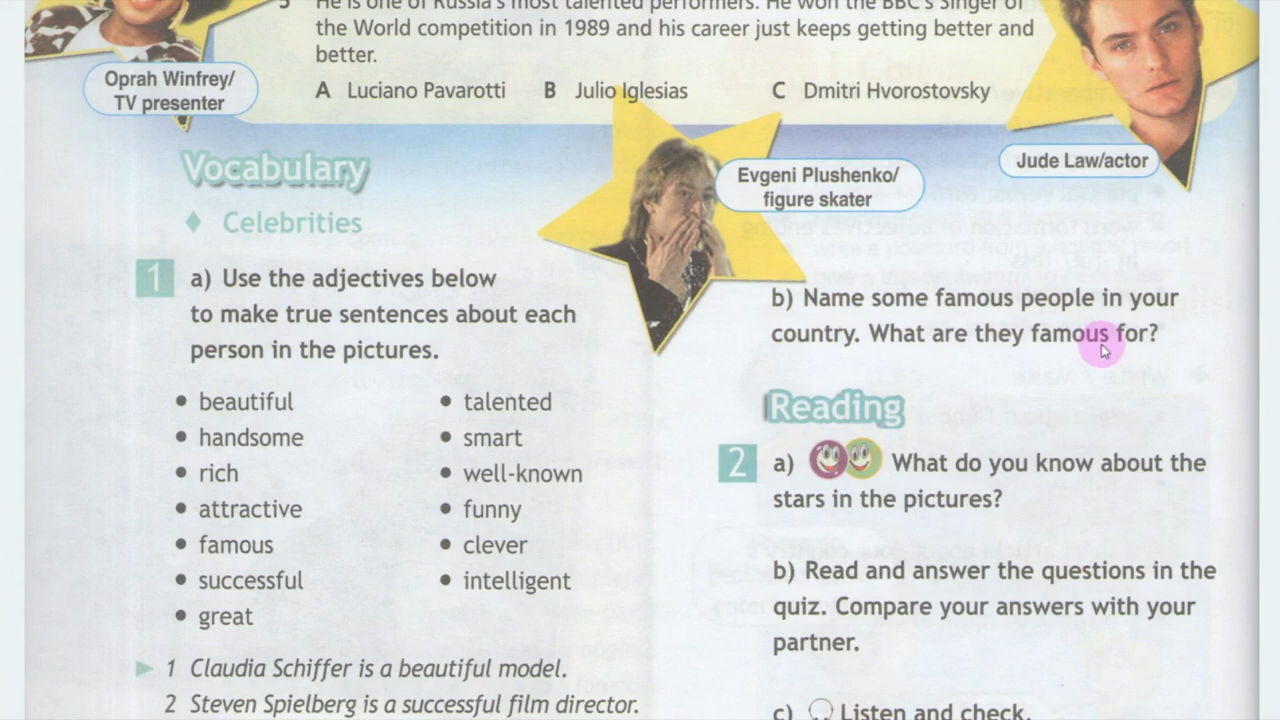 5 He is one of Russia's most talented performers. He won the BBC's Singer of
the World competition in 1989 and his career just keeps getting better and
better.
A Luciano Pavarotti B Julio Iglesias C Dmitri Hvorostovsky
Oprah Winfrey/
TV presenter
Jude Law/actor
Evgeni Plushenko/
figure skater
Vocabulary
♦ Celebrities
1 a) Use the adjectives below
to make true sentences about each
person in the pictures.
• beautiful
• handsome
• rich
• attractive
• famous
• successful
• great
• talented
• smart
• well-known
• funny
• clever
• intelligent
► 1 Claudia Schiffer is a beautiful model.
2 Steven Spielberg is a successful film director.
b) Name some famous people in your
country. What are they famous for?
Reading
2 a) What do you know about the
stars in the pictures?
b) Read and answer the questions in the
quiz. Compare your answers with your
partner.
c) Listen and check.